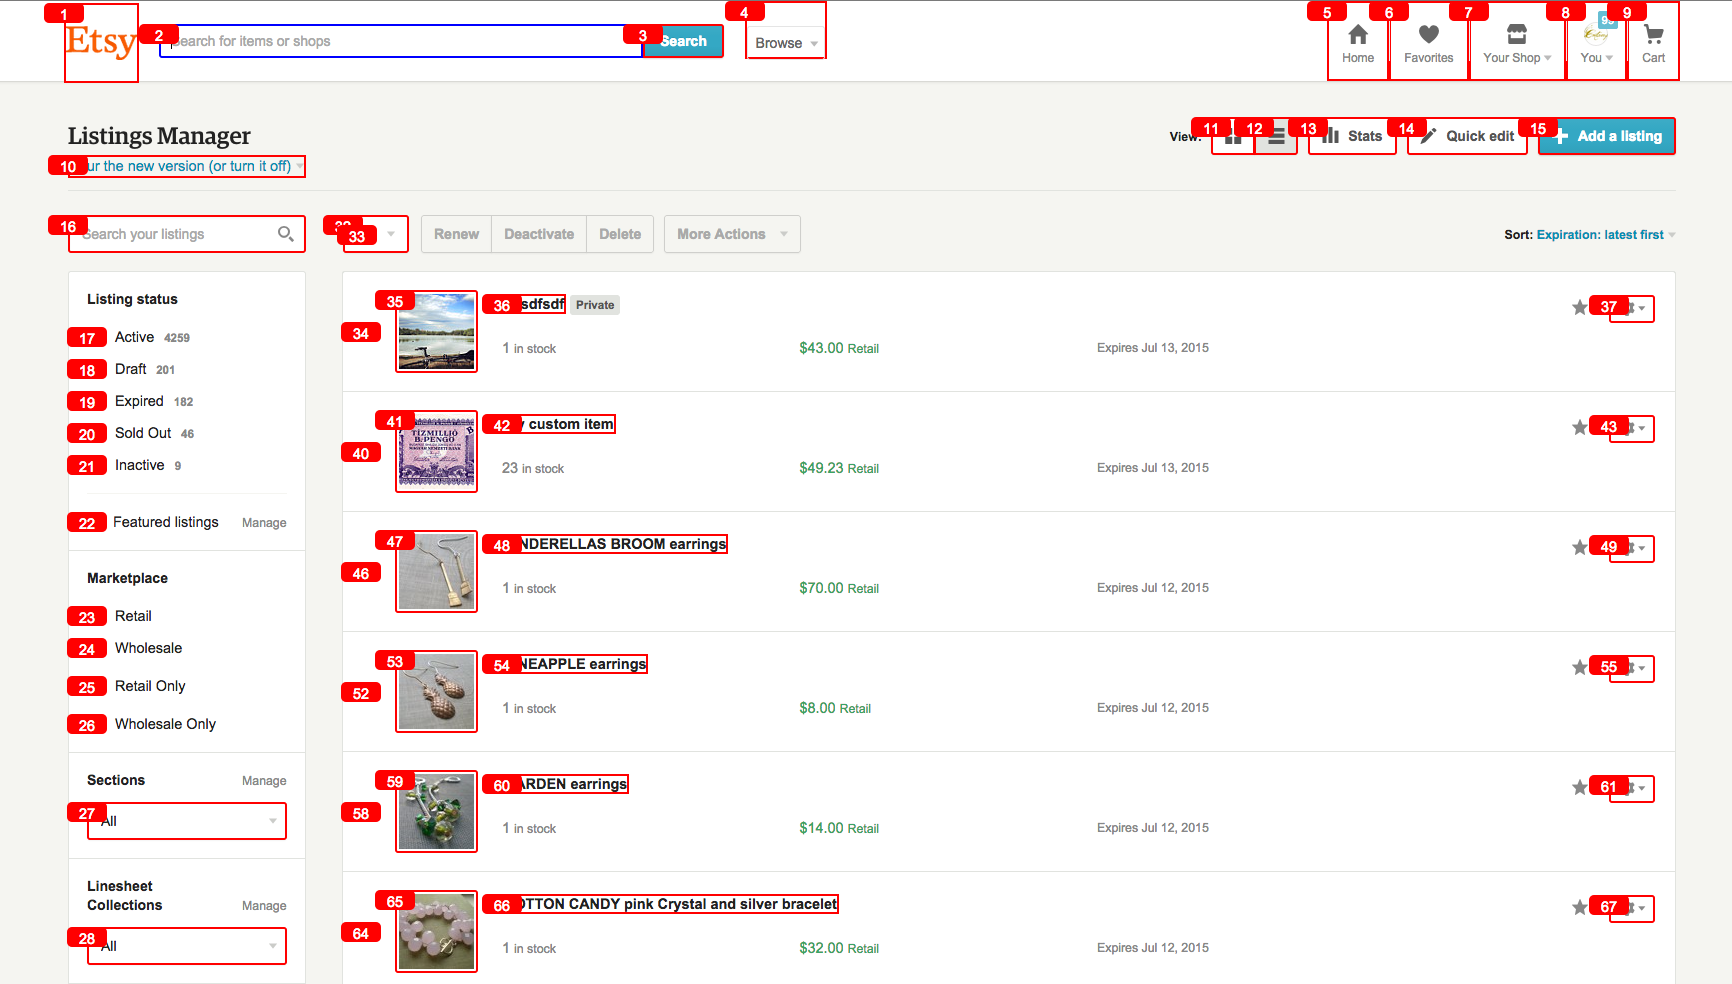 1
Etsy
2
Search for items or shops
3
Search
4
Browse
5
Home
6
Favorites
7
Your Shop
8
You
9
Cart
Listings Manager
10
ur the new version (or turn it off)
View:
11
12
13
Stats
14
Quick edit
15
Add a listing
16
Search your listings
33
Renew
Deactivate
Delete
More Actions
Sort: Expiration: latest first
Listing status
17 Active 4259
18 Draft 201
19 Expired 182
20 Sold Out 46
21 Inactive 9
22 Featured listings Manage
Marketplace
23 Retail
24 Wholesale
25 Retail Only
26 Wholesale Only
Sections Manage
27 All
Linesheet
Collections Manage
28 All
34
35
36 sdfsdf Private
37
1 in stock $43.00 Retail Expires Jul 13, 2015
40
41
TÍZMILLIÓ
B.-PENGŐ
42 y custom item
43
23 in stock $49.23 Retail Expires Jul 13, 2015
46
47
48 NDERELLAS BROOM earrings
49
1 in stock $70.00 Retail Expires Jul 12, 2015
52
53
54 NEAPPLE earrings
55
1 in stock $8.00 Retail Expires Jul 12, 2015
58
59
60 ARDEN earrings
61
1 in stock $14.00 Retail Expires Jul 12, 2015
64
65
66 OTTON CANDY pink Crystal and silver bracelet
67
1 in stock $32.00 Retail Expires Jul 12, 2015